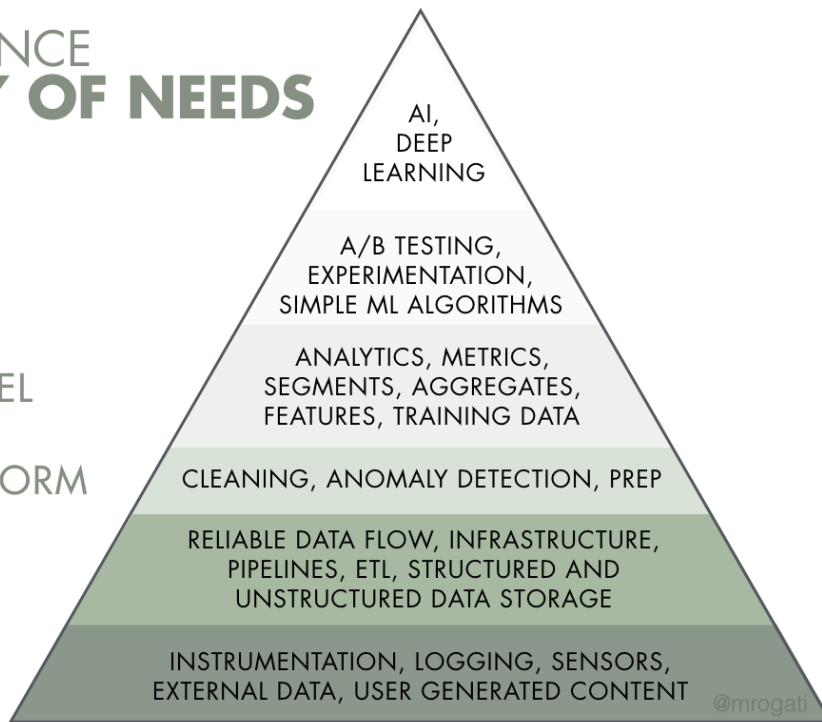 NCE
Y OF NEEDS
AI,
DEEP
LEARNING
A/B TESTING,
EXPERIMENTATION,
SIMPLE ML ALGORITHMS
EL
ANALYTICS, METRICS,
SEGMENTS, AGGREGATES,
FEATURES, TRAINING DATA
ORM
CLEANING, ANOMALY DETECTION, PREP
RELIABLE DATA FLOW, INFRASTRUCTURE,
PIPELINES, ETL, STRUCTURED AND
UNSTRUCTURED DATA STORAGE
INSTRUMENTATION, LOGGING, SENSORS,
EXTERNAL DATA, USER GENERATED CONTENT
@mrogati